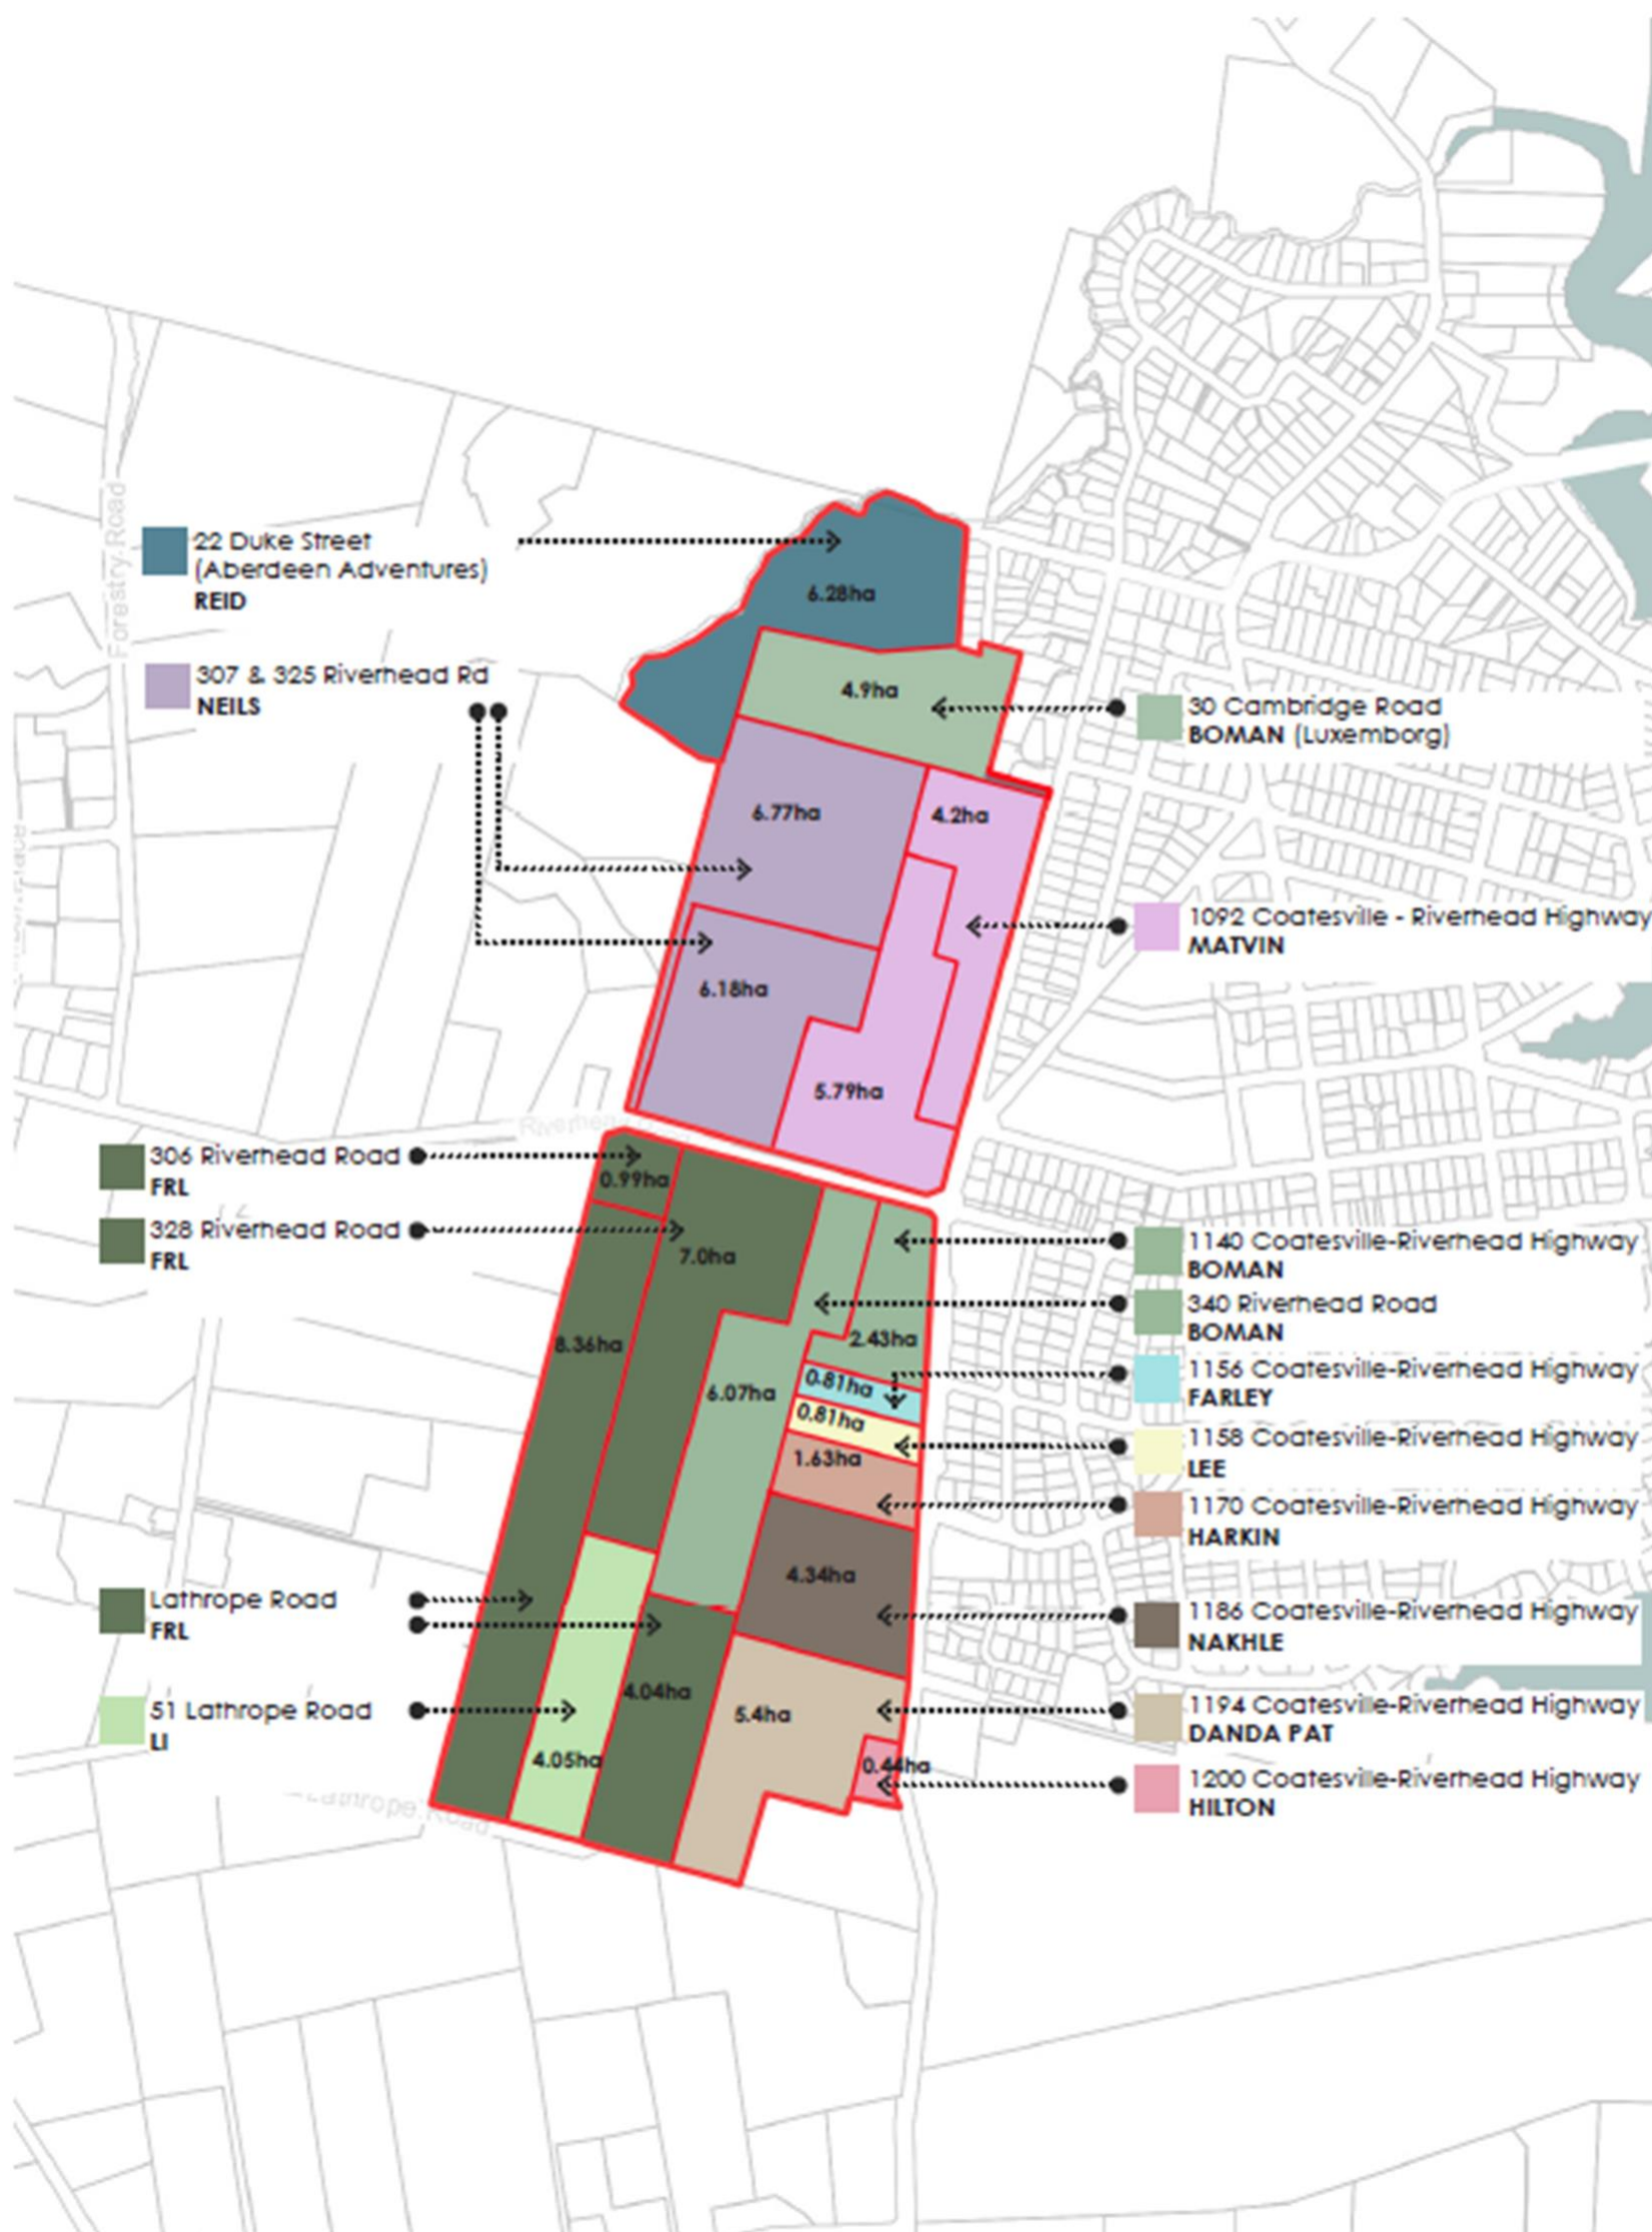 Forestry Road
22 Duke Street
(Aberdeen Adventures)
REID
6.28ha
307 & 325 Riverhead Rd
NEILS
4.9ha
30 Cambridge Road
BOMAN (Luxemborg)
6.77ha
4.2ha
1092 Coatesville - Riverhead Highway
MATVIN
6.18ha
5.79ha
306 Riverhead Road
FRL
0.99ha
328 Riverhead Road
FRL
7.0ha
1140 Coatesville-Riverhead Highway
BOMAN
340 Riverhead Road
BOMAN
8.36ha
2.43ha
6.07ha
0.81ha
1156 Coatesville-Riverhead Highway
FARLEY
0.81ha
1158 Coatesville-Riverhead Highway
LEE
1.63ha
1170 Coatesville-Riverhead Highway
HARKIN
4.34ha
Lathrope Road
FRL
1186 Coatesville-Riverhead Highway
NAKHLE
4.04ha
51 Lathrope Road
LI
5.4ha
1194 Coatesville-Riverhead Highway
DANDA PAT
4.05ha
0.44ha
1200 Coatesville-Riverhead Highway
HILTON
Lathrope Road